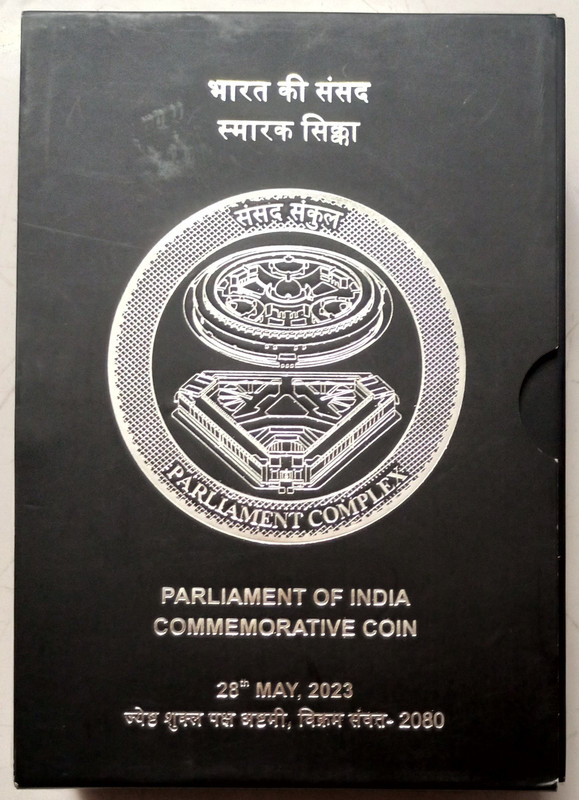 भारत की संसद
स्मारक सिक्का
संसद संकुल
PARLIAMENT COMPLEX
PARLIAMENT OF INDIA
COMMEMORATIVE COIN
28th MAY, 2023
ज्येष्ठ शुक्ल पक्ष अष्टमी, विक्रम संवत- 2080